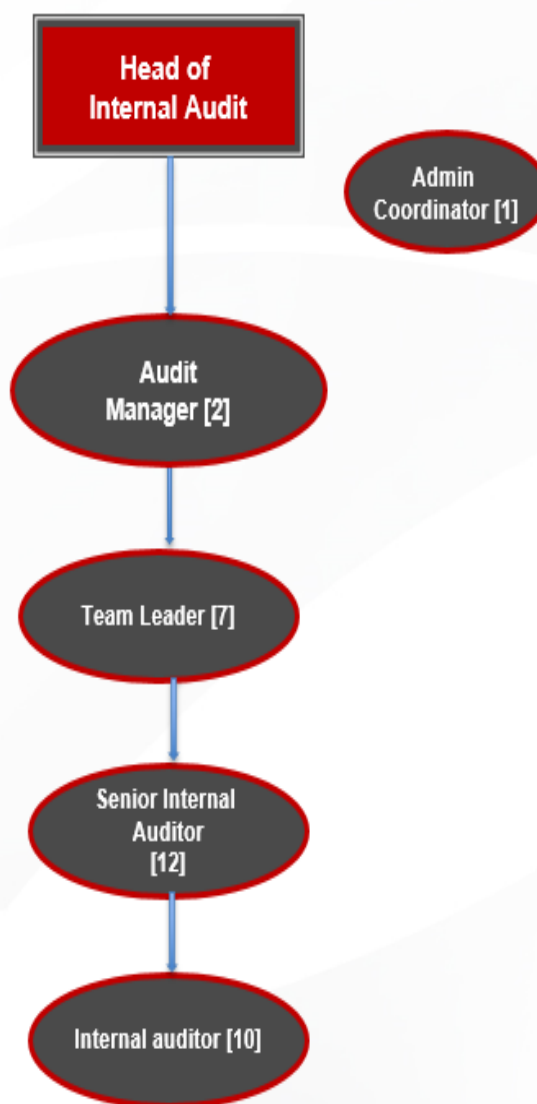 Head of
Internal Audit
Admin
Coordinator [1]
Audit
Manager [2]
Team Leader [7]
Senior Internal
Auditor
[12]
Internal auditor [10]